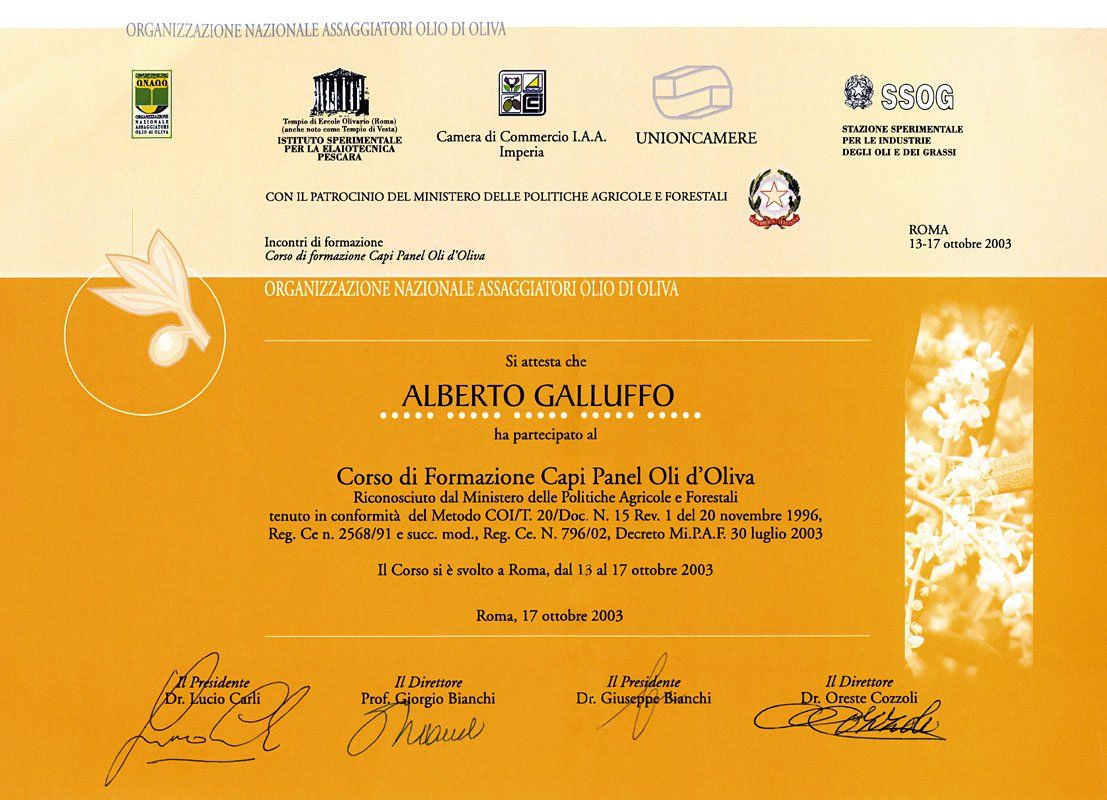 ORGANIZZAZIONE NAZIONALE ASSAGGIATORI OLIO DI OLIVA
ONAOO
ORGANIZZAZIONE
NAZIONALE
ASSAGGIATORI
OLIO DI OLIVA
Tempio di Ercole Olivario (Roma)
(anche noto come Tempio di Vesta)
ISTITUTO SPERIMENTALE
PER LA ELAIOTECNICA
PESCARA
Camera di Commercio I.A.A.
Imperia
UNIONCAMERE
SSOG
STAZIONE SPERIMENTALE
PER LE INDUSTRIE
DEGLI OLI E DEI GRASSI
CON IL PATROCINIO DEL MINISTERO DELLE POLITICHE AGRICOLE E FORESTALI
Incontri di formazione
Corso di formazione Capi Panel Oli d'Oliva
ROMA
13-17 ottobre 2003
ORGANIZZAZIONE NAZIONALE ASSAGGIATORI OLIO DI OLIVA
Si attesta che
ALBERTO GALLUFFO
ha partecipato al
Corso di Formazione Capi Panel Oli d'Oliva
Riconosciuto dal Ministero delle Politiche Agricole e Forestali
tenuto in conformità del Metodo COI/T. 20/Doc. N. 15 Rev. 1 del 20 novembre 1996,
Reg. Ce n. 2568/91 e succ. mod., Reg. Ce. N. 796/02, Decreto Mi.P.A.F. 30 luglio 2003
Il Corso si è svolto a Roma, dal 13 al 17 ottobre 2003
Roma, 17 ottobre 2003
Il Presidente
Dr. Lucio Carli
Il Direttore
Prof. Giorgio Bianchi
Il Presidente
Dr. Giuseppe Bianchi
Il Direttore
Dr. Oreste Cozzoli